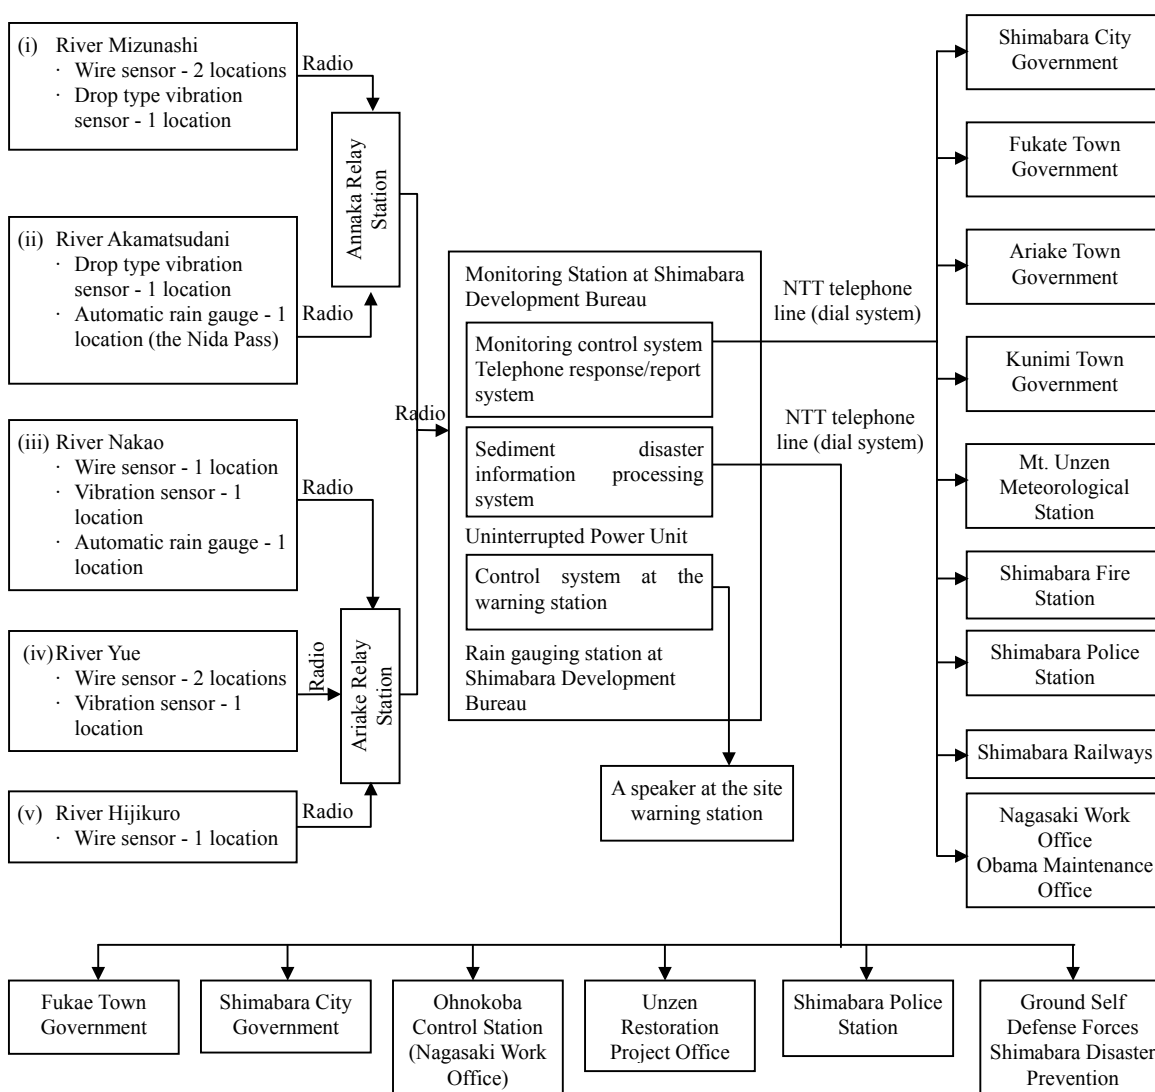 (i) River Mizunashi
· Wire sensor - 2 locations
· Drop type vibration
sensor - 1 location
Radio
Annaka Relay
Station
(ii) River Akamatsudani
· Drop type vibration
sensor - 1 location
· Automatic rain gauge - 1
location (the Nida Pass)
Radio
(iii) River Nakao
· Wire sensor - 1 location
· Vibration sensor - 1
location
· Automatic rain gauge - 1
location
Radio
(iv) River Yue
· Wire sensor - 2 locations
· Vibration sensor - 1
location
Radio
Ariake Relay
Station
(v) River Hijikuro
· Wire sensor - 1 location
Radio
Radio
Monitoring Station at Shimabara
Development Bureau
Monitoring control system
Telephone response/report
system
Sediment disaster
information processing
system
Uninterrupted Power Unit
Control system at the
warning station
Rain gauging station at
Shimabara Development
Bureau
A speaker at the site
warning station
NTT telephone
line (dial system)
NTT telephone
line (dial system)
Shimabara City
Government
Fukate Town
Government
Ariake Town
Government
Kunimi Town
Government
Mt. Unzen
Meteorological
Station
Shimabara Fire
Station
Shimabara Police
Station
Shimabara Railways
Nagasaki Work
Office
Obama Maintenance
Office
Fukae Town
Government
Shimabara City
Government
Ohnokoba
Control Station
(Nagasaki Work
Office)
Unzen
Restoration
Project Office
Shimabara Police
Station
Ground Self
Defense Forces
Shimabara Disaster
Prevention